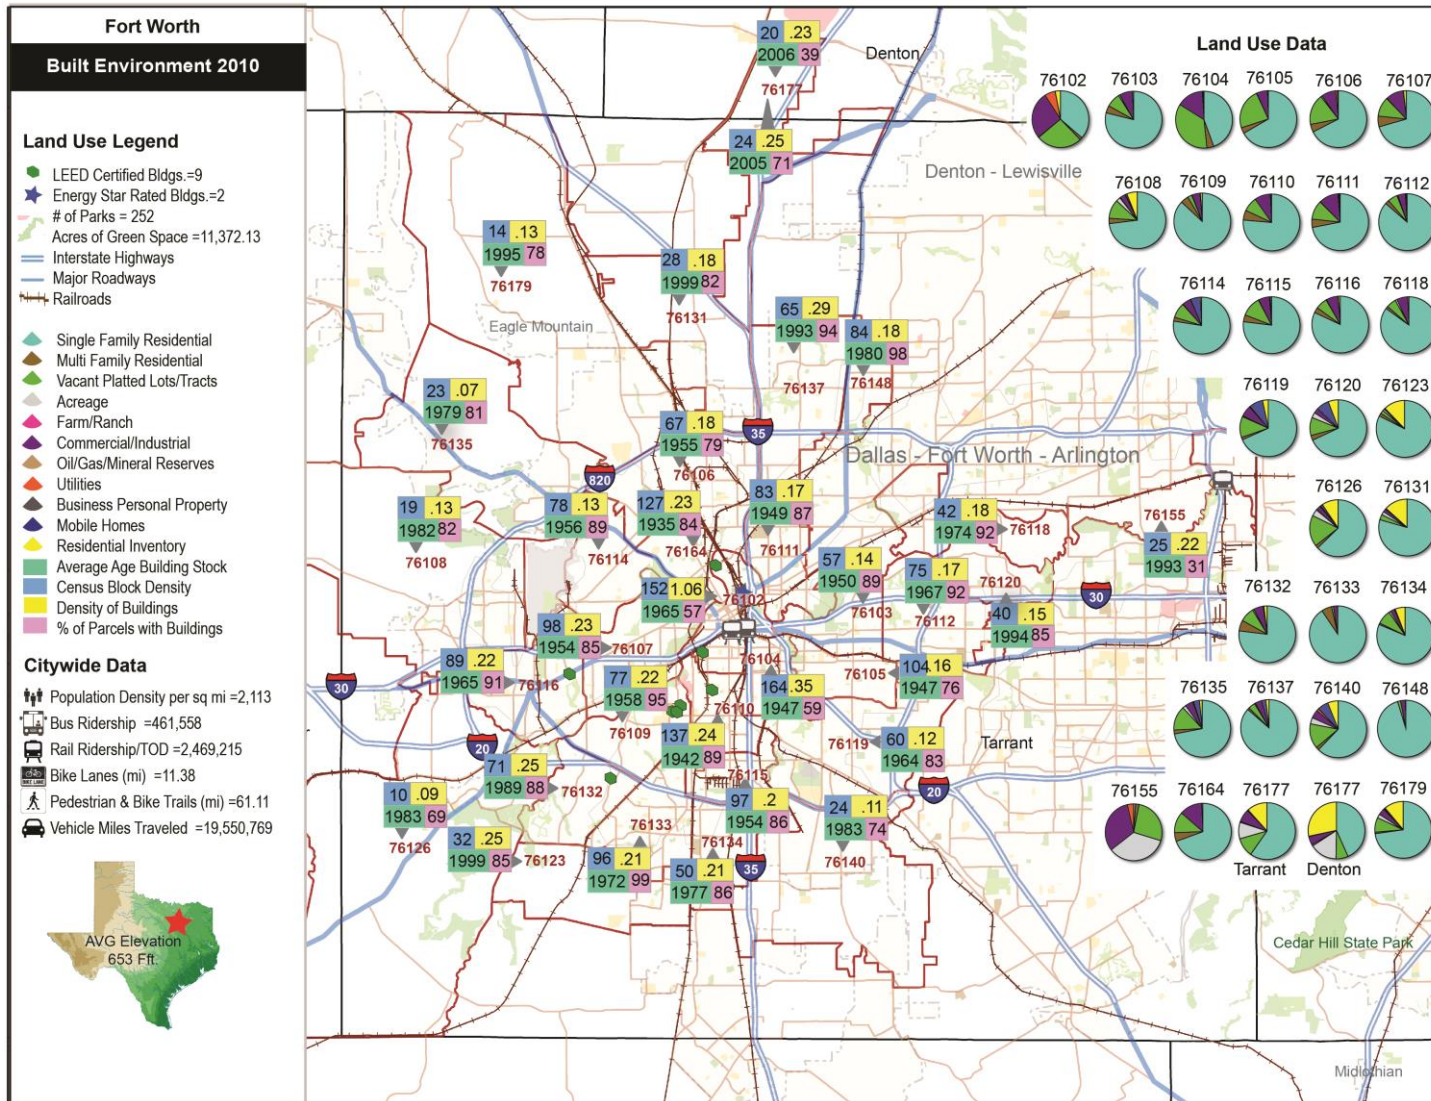 Fort Worth
Built Environment 2010
Land Use Legend
LEED Certified Bldgs.=9
Energy Star Rated Bldgs.=2
# of Parks = 252
Acres of Green Space =11,372.13
Interstate Highways
Major Roadways
Railroads
Single Family Residential
Multi Family Residential
Vacant Platted Lots/Tracts
Acreage
Farm/Ranch
Commercial/Industrial
Oil/Gas/Mineral Reserves
Utilities
Business Personal Property
Mobile Homes
Residential Inventory
Average Age Building Stock
Census Block Density
Density of Buildings
% of Parcels with Buildings
Citywide Data
Population Density per sq mi =2,113
Bus Ridership =461,558
Rail Ridership/TOD =2,469,215
BIKE LANE
Bike Lanes (mi) =11.38
Pedestrian & Bike Trails (mi) =61.11
Vehicle Miles Traveled =19,550,769
AVG Elevation
653 Fft.
20 .23
2006 39
76177
Denton
24 .25
2005 71
Denton - Lewisville
14 .13
1995 78
76179
28 .18
1999 82
76131
Eagle Mountain
65 .29
1993 94
76137
84 .18
1980 98
76148
23 .07
1979 81
76135
67 .18
1955 79
76106
35
Dallas - Fort Worth - Arlington
820
19 .13
1982 82
76108
78 .13
1956 89
76114
127 .23
1935 84
76164
83 .17
1949 87
76111
42 .18
1974 92
76118
76155
25 .22
1993 31
57 .14
1950 89
76103
75 .17
1967 92
76112
76120
40 .15
1994 85
30
152 1.06
1965 57
76102
98 .23
1954 85
76107
89 .22
1965 91
76116
30
77 .22
1958 95
76109
76104
164 .35
1947 59
76105
104 .16
1947 76
76110
137 .24
1942 89
76119
60 .12
1964 83
Tarrant
20
71 .25
1989 88
76132
76115
97 .2
1954 86
24 .11
1983 74
76140
20
10 .09
1983 69
76126
32 .25
1999 85
76123
76133
96 .21
1972 99
76134
50 .21
1977 86
35
Land Use Data
76102 76103 76104 76105 76106 76107
76108 76109 76110 76111 76112
76114 76115 76116 76118
76119 76120 76123
76126 76131
76132 76133 76134
76135 76137 76140 76148
76155 76164 76177 76177 76179
Tarrant Denton
Cedar Hill State Park
Midlothian